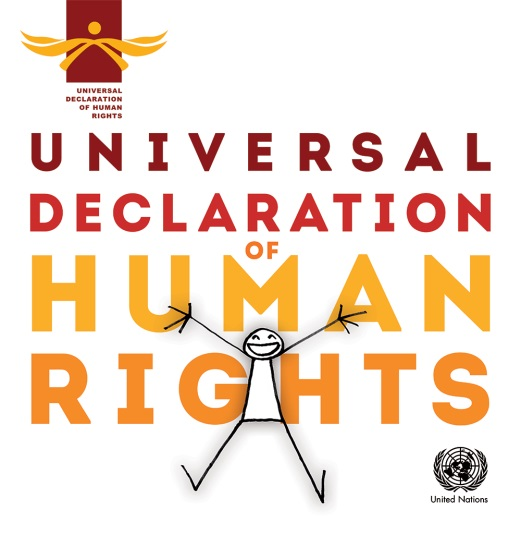 UNIVERSAL
DECLARATION
OF HUMAN
RIGHTS
UNIVERSAL
DECLARATION
OF
HUMAN
RIGHTS
United Nations